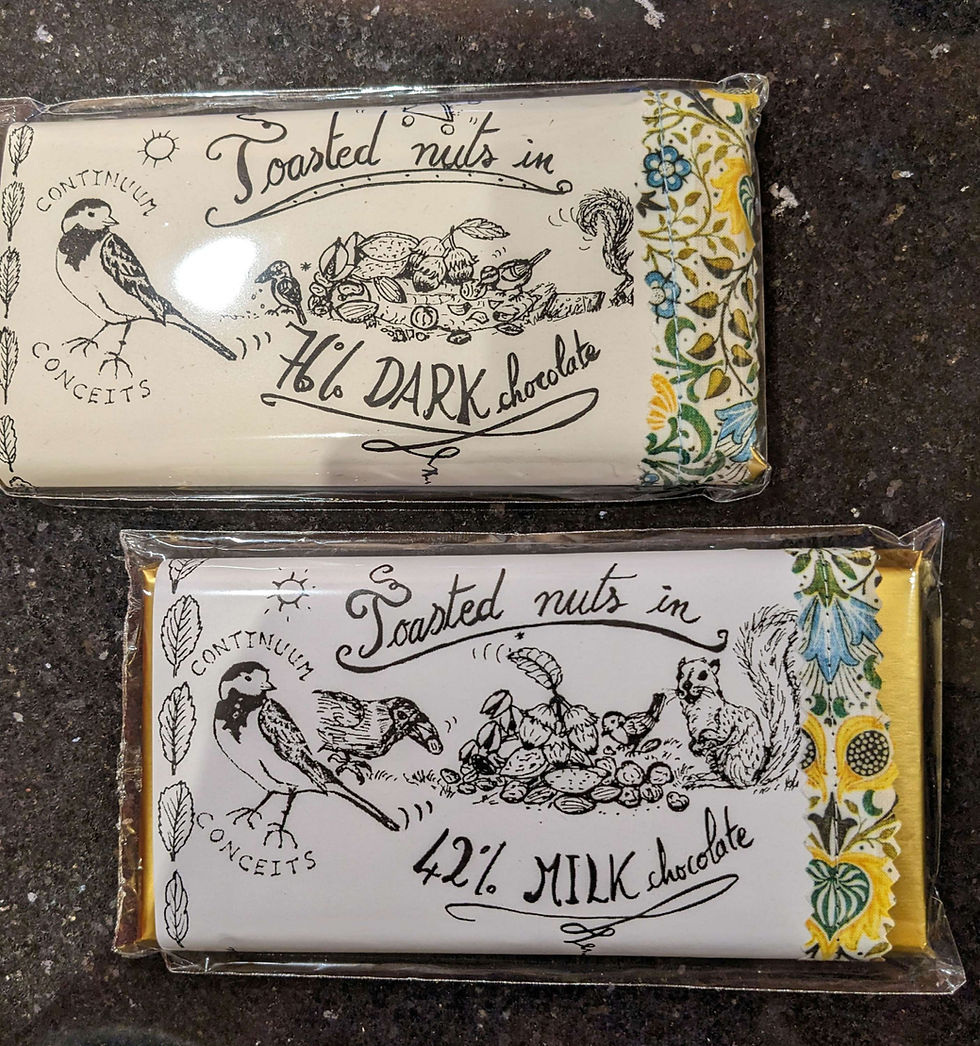 Toasted nuts in
CONTINUUM
CONCEITS
76% DARK chocolate
Toasted nuts in
CONTINUUM
CONCEITS
42% MILK chocolate